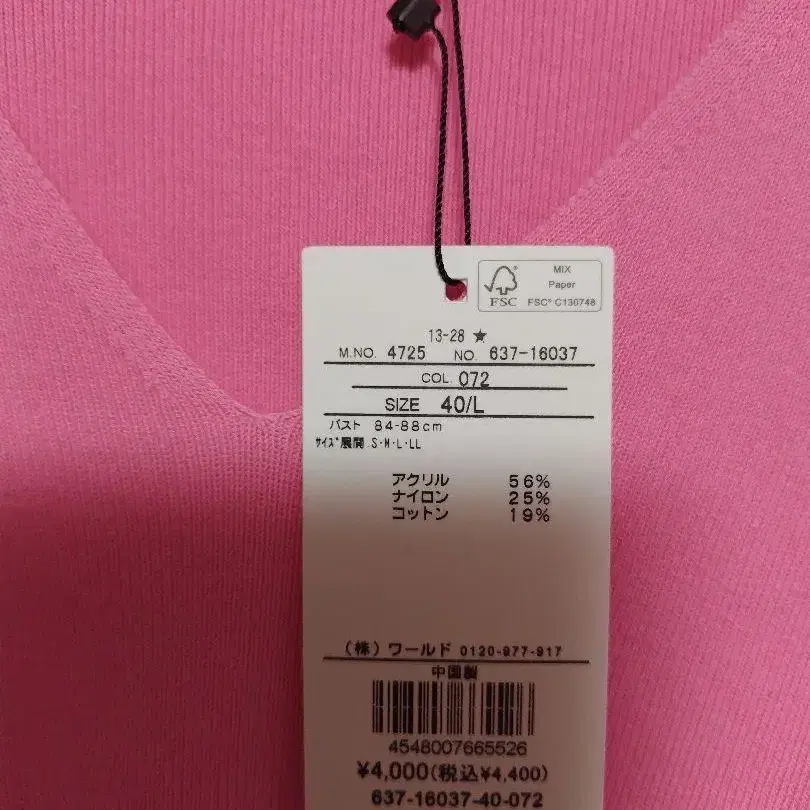 MIX
Paper
FSC® C130748
FSC
13-28 ★
M.NO. 4725 NO. 637-16037
COL. 072
SIZE 40/L
バスト 84-88cm
サイズ展開 S・M・L・LL
アクリル 56%
ナイロン 25%
コットン 19%
(株)ワールド 0120-977-917
中国製
4548007665526
¥4,000(税込¥4,400)
637-16037-40-072